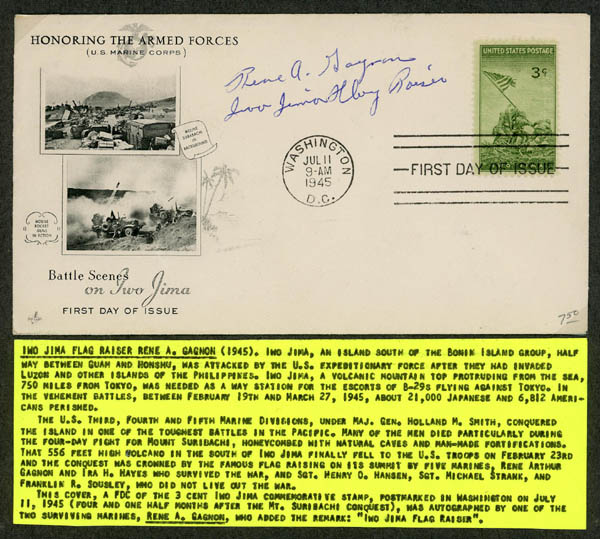 HONORING THE ARMED FORCES
(U.S. MARINE CORPS)
Rene A. Gagnon
Iwo Jima Flag Raiser
UNITED STATES POSTAGE
3¢
MOUNT
SURIBACHI
IN
BACKGROUND
WASHINGTON
JUL 11
9-AM
1945
D.C.
FIRST DAY OF ISSUE
MARINE
ROCKET
GUNS
IN ACTION
Battle Scenes
on Iwo Jima
FIRST DAY OF ISSUE
7.50
IWO JIMA FLAG RAISER RENE A. GAGNON (1945). IWO JIMA, AN ISLAND SOUTH OF THE BONIN ISLAND GROUP, HALF
WAY BETWEEN GUAM AND HONSHU, WAS ATTACKED BY THE U.S. EXPEDITIONARY FORCE AFTER THEY HAD INVADED
LUZON AND OTHER ISLANDS OF THE PHILIPPINES. IWO JIMA, A VOLCANIC MOUNTAIN TOP PROTRUDING FROM THE SEA,
750 MILES FROM TOKYO, WAS NEEDED AS A WAY STATION FOR THE ESCORTS OF B-29S FLYING AGAINST TOKYO. IN
THE VEHEMENT BATTLES, BETWEEN FEBRUARY 19TH AND MARCH 27, 1945, ABOUT 21,000 JAPANESE AND 6,812 AMERI-
CANS PERISHED.
THE U.S. THIRD, FOURTH AND FIFTH MARINE DIVISIONS, UNDER MAJ. GEN. HOLLAND M. SMITH, CONQUERED
THE ISLAND IN ONE OF THE TOUGHEST BATTLES IN THE PACIFIC. MANY OF THE MEN DIED PARTICULARLY DURING
THE FOUR-DAY FIGHT FOR MOUNT SURIBACHI, HONEYCOMBED WITH NATURAL CAVES AND MAN-MADE FORTIFICATIONS.
THAT 556 FEET HIGH VOLCANO IN THE SOUTH OF IWO JIMA FINALLY FELL TO THE U.S. TROOPS ON FEBRUARY 23RD
AND THE CONQUEST WAS CROWNED BY THE FAMOUS FLAG RAISING ON ITS SUMMIT BY FIVE MARINES, RENE ARTHUR
GAGNON AND IRA H. HAYES WHO SURVIVED THE WAR, AND SGT. HENRY O. HANSEN, SGT. MICHAEL STRANK, AND
FRANKLIN R. SOUSLEY, WHO DID NOT LIVE OUT THE WAR.
THIS COVER, A FDC OF THE 3 CENT IWO JIMA COMMEMORATIVE STAMP, POSTMARKED IN WASHINGTON ON JULY
11, 1945 (FOUR AND ONE HALF MONTHS AFTER THE MT. SURIBACHI CONQUEST), WAS AUTOGRAPHED BY ONE OF THE
TWO SURVIVING MARINES, RENE A. GAGNON, WHO ADDED THE REMARK: "IWO JIMA FLAG RAISER".